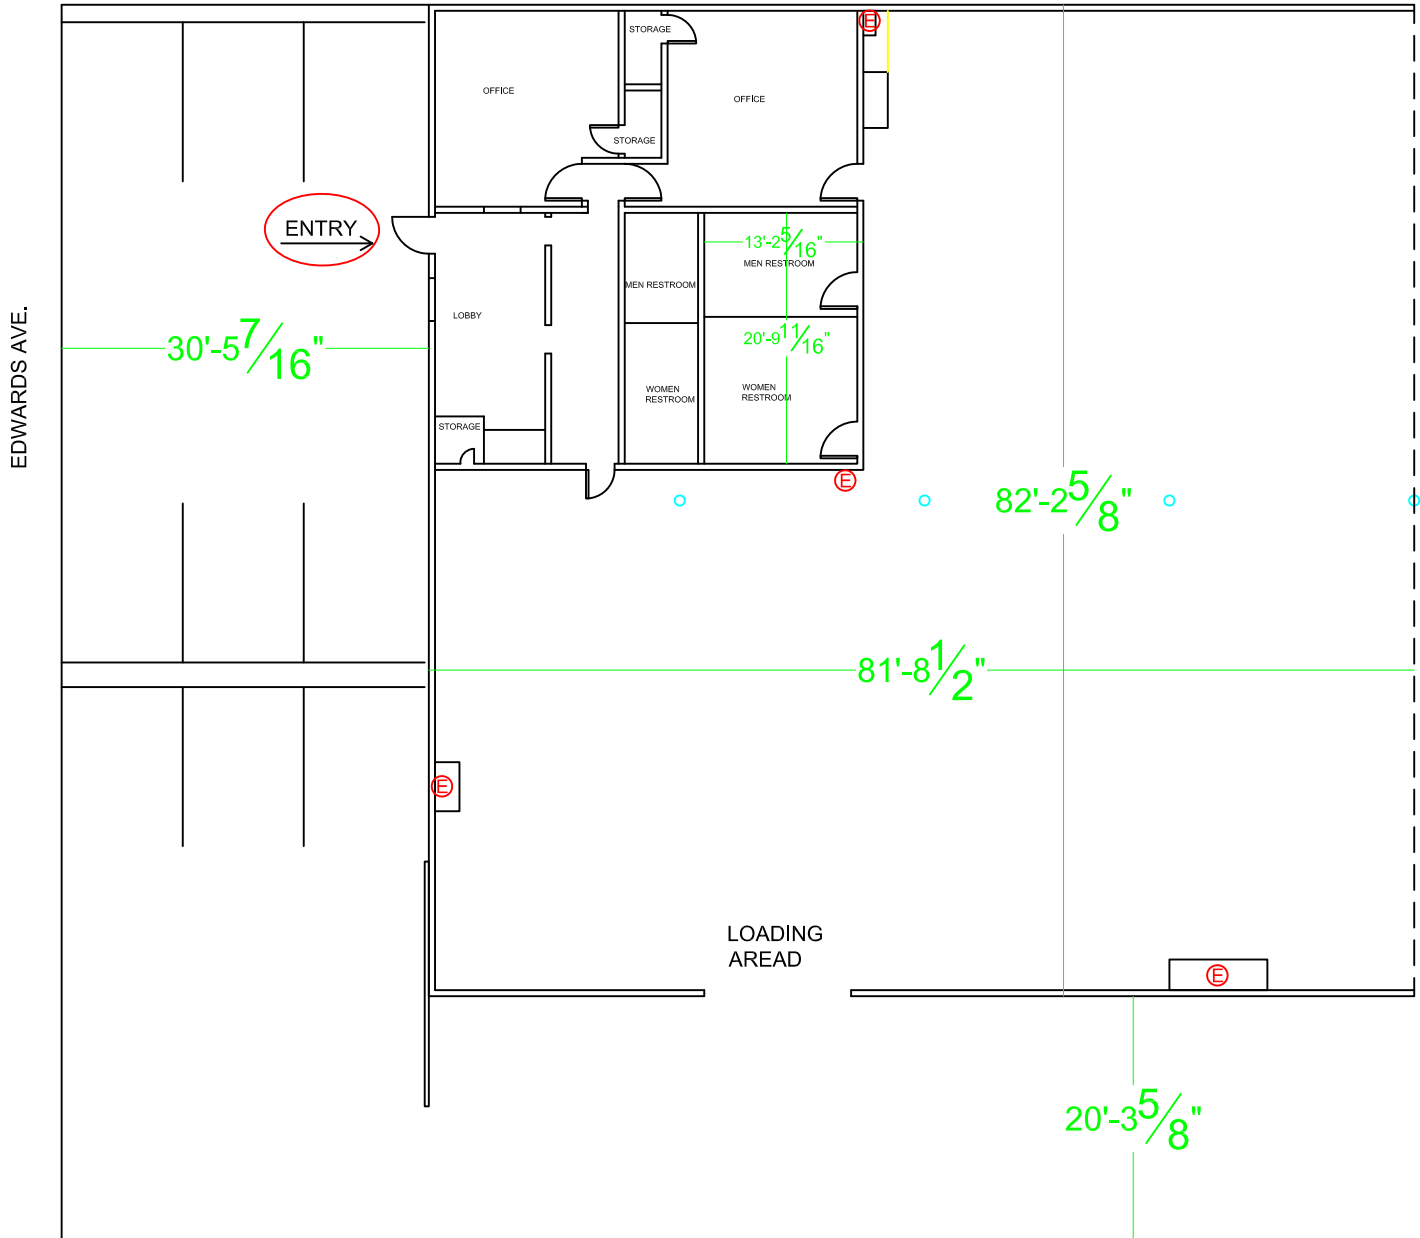 STORAGE
E
OFFICE
OFFICE
STORAGE
ENTRY
13'-2 5/16"
MEN RESTROOM
MEN RESTROOM
EDWARDS AVE.
LOBBY
30'-5 7/16"
20'-9 11/16"
WOMEN
RESTROOM
WOMEN
RESTROOM
STORAGE
E
82'-2 5/8"
81'-8 1/2"
E
LOADING
AREAD
E
20'-3 5/8"